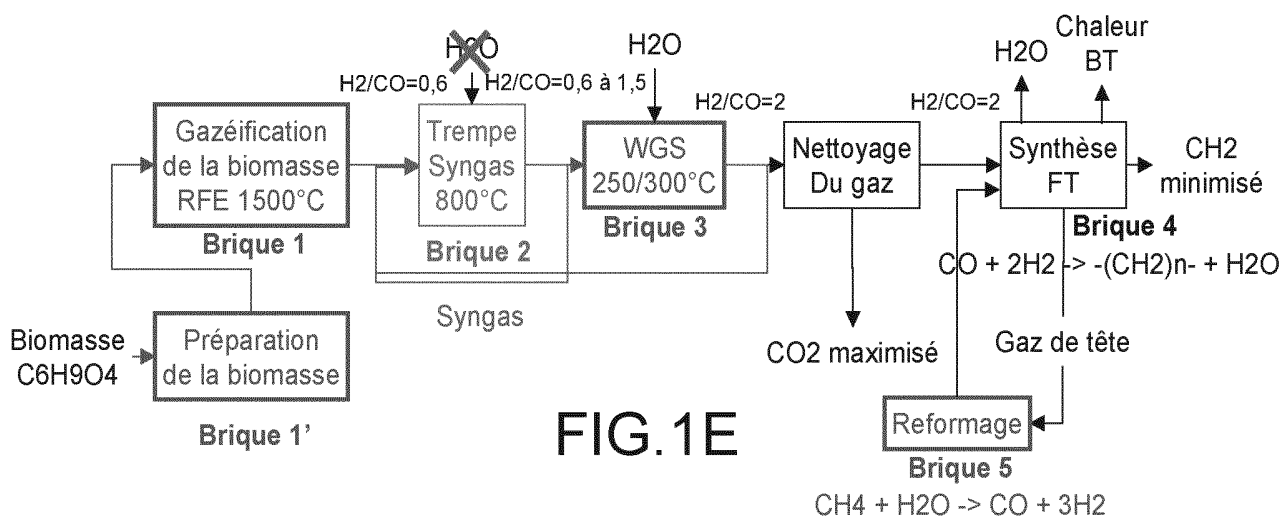 H2O
H2/CO=0,6
H2/CO=0,6 à 1,5
H2O
H2/CO=2
H2/CO=2
H2O
Chaleur
BT
Gazéification
de la biomasse
RFE 1500°C
Brique 1
Trempe
Syngas
800°C
Brique 2
WGS
250/300°C
Brique 3
Nettoyage
Du gaz
Synthèse
FT
Brique 4
CH2
minimisé
CO + 2H2 -> -(CH2)n- + H2O
Syngas
Biomasse
C6H9O4
Préparation
de la biomasse
Brique 1’
CO2 maximisé
Gaz de tête
FIG.1E
Reformage
Brique 5
CH4 + H2O -> CO + 3H2